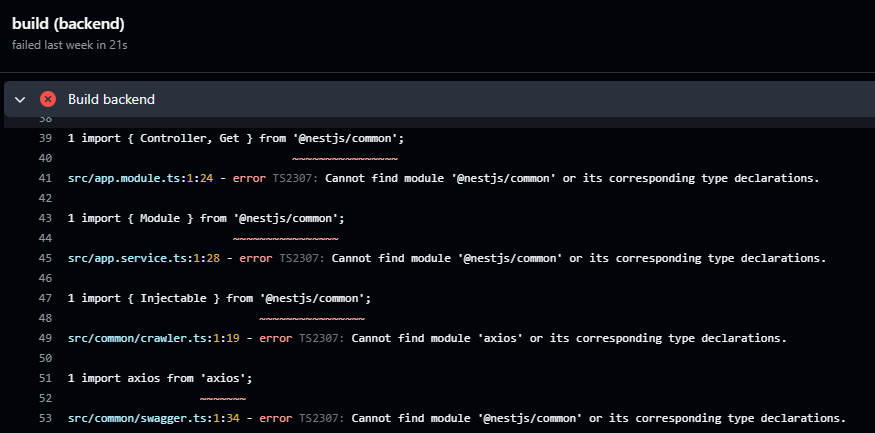 build (backend)
failed last week in 21s
Build backend
38
39 1 import { Controller, Get } from '@nestjs/common';
40 ~~~~~~~~~~~~~~~~
41 src/app.module.ts:1:24 - error TS2307: Cannot find module '@nestjs/common' or its corresponding type declarations.
42
43 1 import { Module } from '@nestjs/common';
44 ~~~~~~~~~~~~~~~~
45 src/app.service.ts:1:28 - error TS2307: Cannot find module '@nestjs/common' or its corresponding type declarations.
46
47 1 import { Injectable } from '@nestjs/common';
48 ~~~~~~~~~~~~~~~~
49 src/common/crawler.ts:1:19 - error TS2307: Cannot find module 'axios' or its corresponding type declarations.
50
51 1 import axios from 'axios';
52 ~~~~~~~
53 src/common/swagger.ts:1:34 - error TS2307: Cannot find module '@nestjs/common' or its corresponding type declarations.